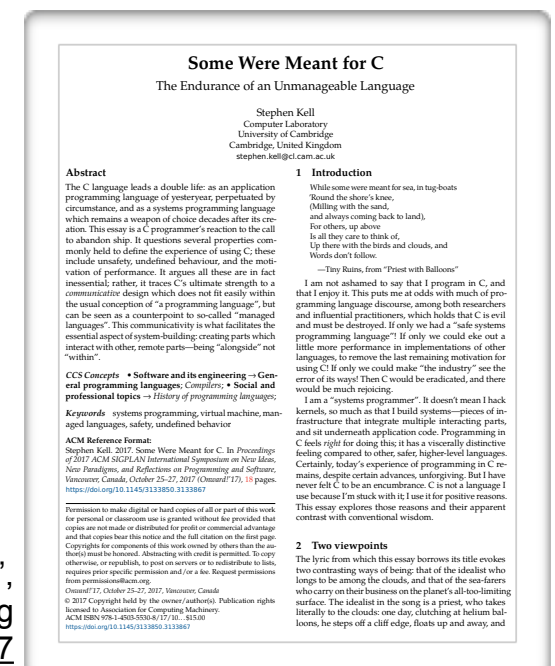 Some Were Meant for C
The Endurance of an Unmanageable Language
Stephen Kell
Computer Laboratory
University of Cambridge
Cambridge, United Kingdom
stephen.kell@cl.cam.ac.uk
Abstract
The C language leads a double life: as an application
programming language of yesteryear, perpetuated by
circumstance, and as a systems programming language
which remains a weapon of choice decades after its cre-
ation. This essay is a C programmer's reaction to the call
to abandon ship. It questions several properties com-
monly held to define the experience of using C; these
include unsafety, undefined behaviour, and the moti-
vation of performance. It argues all these are in fact
inessential; rather, it traces C's ultimate strength to a
communicative design which does not fit easily within
the usual conception of "a programming language", but
can be seen as a counterpoint to so-called "managed
languages". This communicativity is what facilitates the
essential aspect of system-building: creating parts which
interact with other, remote parts—being "alongside" not
"within".
CCS Concepts • Software and its engineering → Gen-
eral programming languages; Compilers; • Social and
professional topics → History of programming languages;
Keywords systems programming, virtual machine, man-
aged languages, safety, undefined behavior
ACM Reference Format:
Stephen Kell. 2017. Some Were Meant for C. In Proceedings
of 2017 ACM SIGPLAN International Symposium on New Ideas,
New Paradigms, and Reflections on Programming and Software,
Vancouver, Canada, October 25–27, 2017 (Onward!'17), 18 pages.
https://doi.org/10.1145/3133850.3133867
Permission to make digital or hard copies of all or part of this work
for personal or classroom use is granted without fee provided that
copies are not made or distributed for profit or commercial advantage
and that copies bear this notice and the full citation on the first page.
Copyrights for components of this work owned by others than the au-
thor(s) must be honored. Abstracting with credit is permitted. To copy
otherwise, or republish, to post on servers or to redistribute to lists,
requires prior specific permission and/or a fee. Request permissions
from permissions@acm.org.
Onward!'17, October 25–27, 2017, Vancouver, Canada
© 2017 Copyright held by the owner/author(s). Publication rights
licensed to Association for Computing Machinery.
ACM ISBN 978-1-4503-5530-8/17/10...$15.00
https://doi.org/10.1145/3133850.3133867
1 Introduction
While some were meant for sea, in tug-boats
'Round the shore's knee,
(Milling with the sand,
and always coming back to land),
For others, up above
Is all they care to think of,
Up there with the birds and clouds, and
Words don't follow.
—Tiny Ruins, from "Priest with Balloons"
I am not ashamed to say that I program in C, and
that I enjoy it. This puts me at odds with much of pro-
gramming language discourse, among both researchers
and influential practitioners, which holds that C is evil
and must be destroyed. If only we had a "safe systems
programming language"! If only we could eke out a
little more performance in implementations of other
languages, to remove the last remaining motivation for
using C! If only we could make "the industry" see the
error of its ways! Then C would be eradicated, and there
would be much rejoicing.
I am a "systems programmer". It doesn't mean I hack
kernels, so much as that I build systems—pieces of in-
frastructure that integrate multiple interacting parts,
and sit underneath application code. Programming in
C feels right for doing this; it has a viscerally distinctive
feeling compared to other, safer, higher-level languages.
Certainly, today's experience of programming in C re-
mains, despite certain advances, unforgiving. But I have
never felt C to be an encumbrance. C is not a language I
use because I'm stuck with it; I use it for positive reasons.
This essay explores those reasons and their apparent
contrast with conventional wisdom.
2 Two viewpoints
The lyric from which this essay borrows its title evokes
two contrasting ways of being: that of the idealist who
longs to be among the clouds, and that of the sea-farers
who carry on their business on the planet's all-too-limiting
surface. The idealist in the song is a priest, who takes
literally to the clouds: one day, clutching at helium bal-
loons, he steps off a cliff edge, floats up and away, and
,
,
g
7